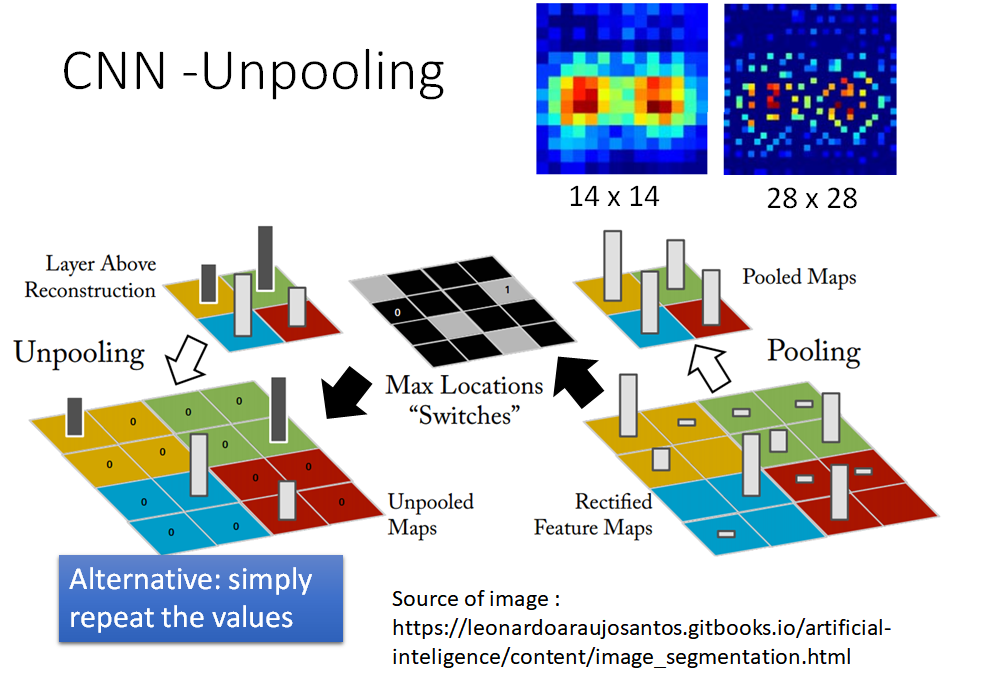 CNN -Unpooling
14 x 14
28 x 28
Layer Above
Reconstruction
0
1
Pooled Maps
Unpooling
Max Locations
“Switches”
Pooling
0
0
0
0
0
0
0
0
0
0
0
0
Unpooled
Maps
Rectified
Feature Maps
Alternative: simply
repeat the values
Source of image :
https://leonardoaraujosantos.gitbooks.io/artificial-
inteligence/content/image_segmentation.html